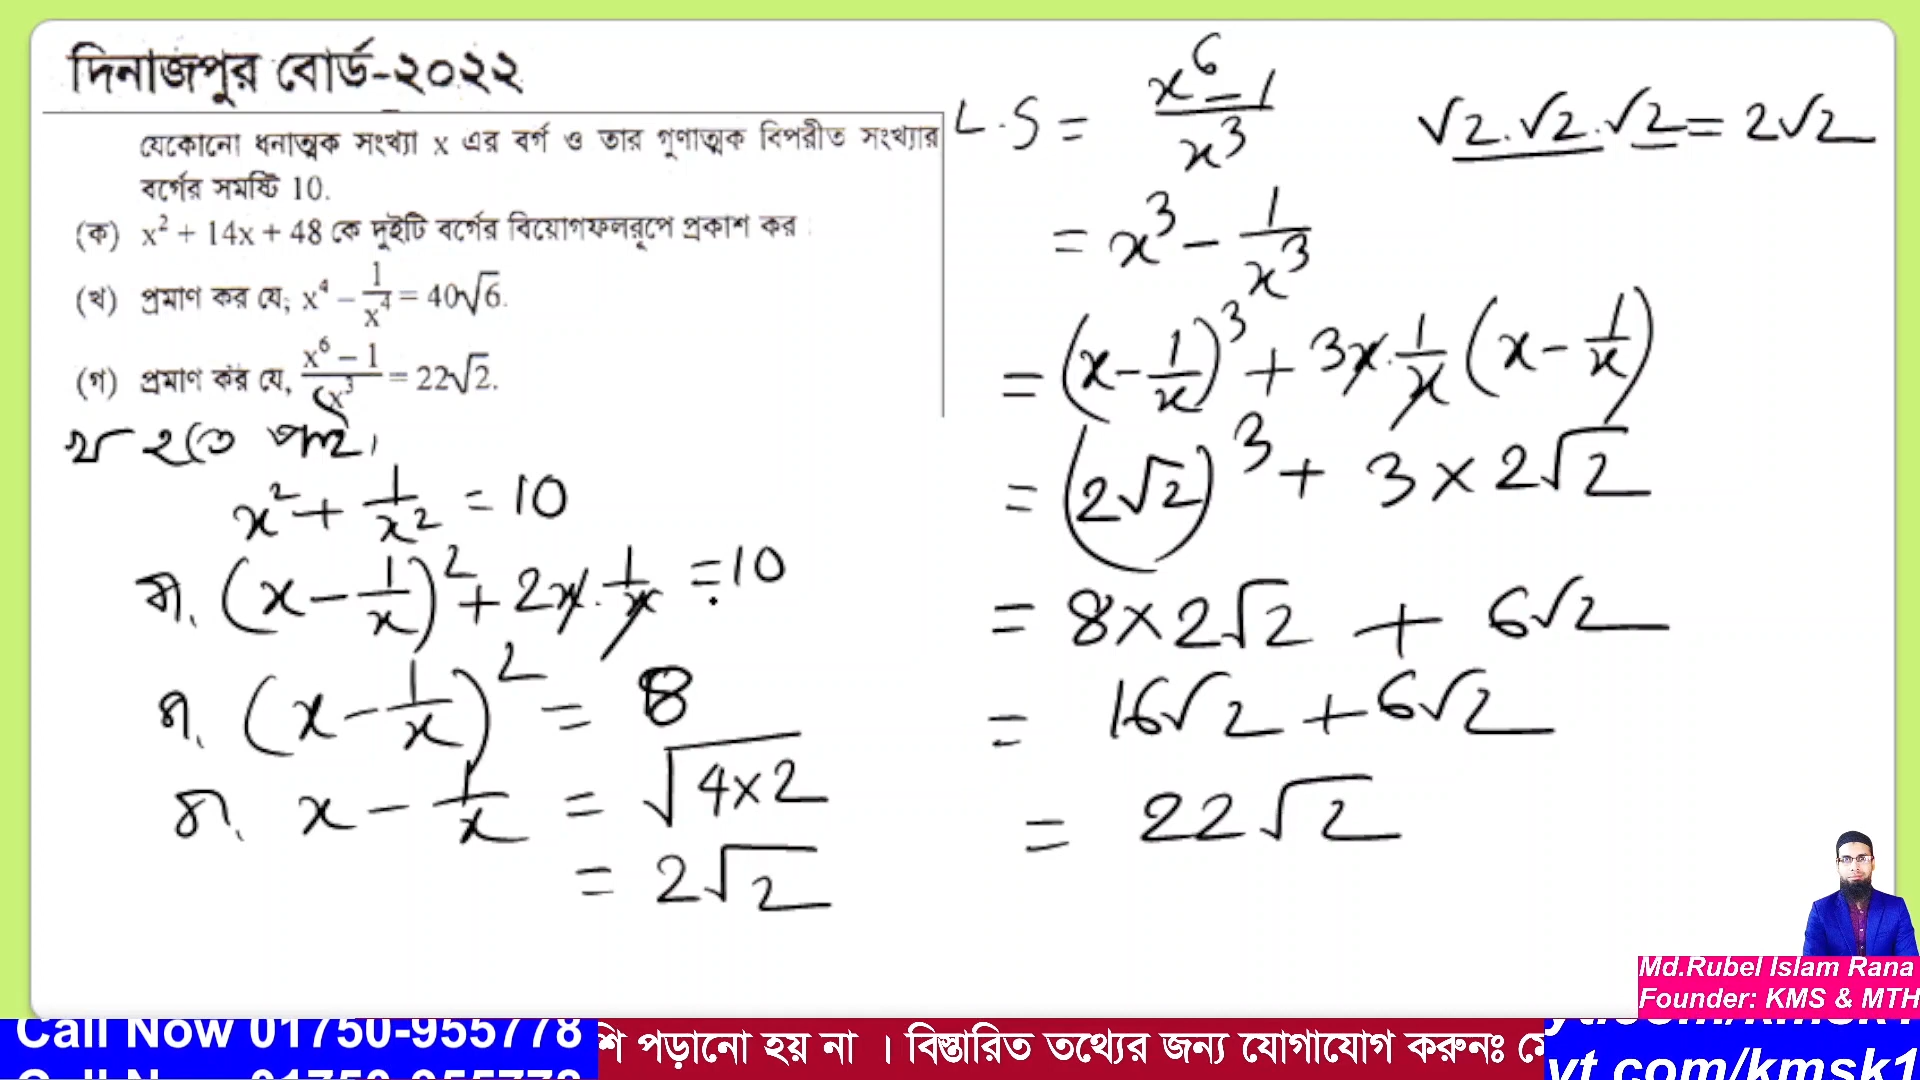 দিনাজপুর বোর্ড-২০২২
যেকোনো ধনাত্মক সংখ্যা x এর বর্গ ও তার গুণাত্মক বিপরীত সংখ্যার
বর্গের সমষ্টি 10.
(ক) x² + 14x + 48 কে দুইটি বর্গের বিয়োগফলরূপে প্রকাশ কর
(খ) প্রমাণ কর যে, x⁴ - 1/x⁴ = 40√6.
(গ) প্রমাণ কর যে, (x⁶ - 1)/x³ = 22√2.
খ হতে পাই,
x² + 1/x² = 10
বা, (x - 1/x)² + 2x · 1/x = 10
বা, (x - 1/x)² = 8
বা, x - 1/x = √4×2
= 2√2
L.S = (x⁶ - 1)/x³
√2.√2.√2 = 2√2
= x³ - 1/x³
= (x - 1/x)³ + 3x · 1/x (x - 1/x)
= (2√2)³ + 3 × 2√2
= 8 × 2√2 + 6√2
= 16√2 + 6√2
= 22√2
Md.Rubel Islam Rana
Founder: KMS & MTH
Call Now 01750-955778
পড়ানো হয় না । বিস্তারিত তথ্যের জন্য যোগাযোগ করুনঃ
yt.com/kmsk1